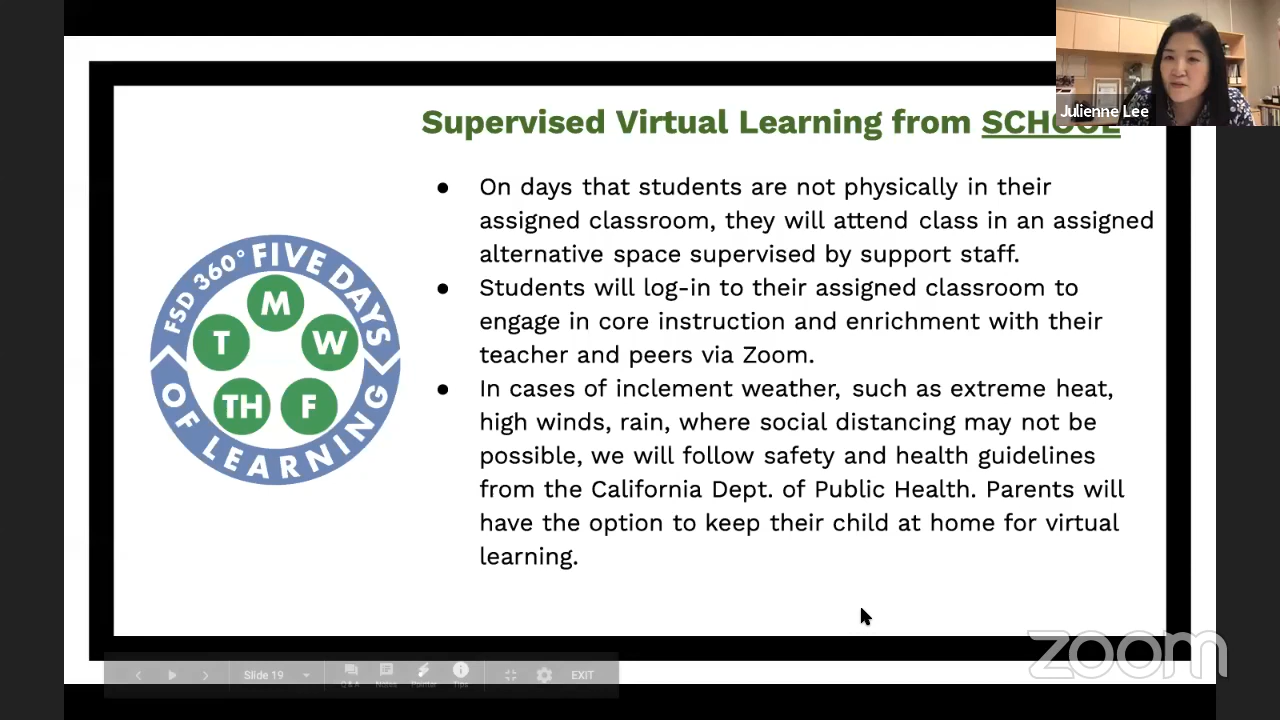 Julienne Lee
Supervised Virtual Learning from SCHOOL
● On days that students are not physically in their
assigned classroom, they will attend class in an assigned
alternative space supervised by support staff.
● Students will log-in to their assigned classroom to
engage in core instruction and enrichment with their
teacher and peers via Zoom.
● In cases of inclement weather, such as extreme heat,
high winds, rain, where social distancing may not be
possible, we will follow safety and health guidelines
from the California Dept. of Public Health. Parents will
have the option to keep their child at home for virtual
learning.
FSD 360° FIVE DAYS
M
T W
TH F
OF LEARNING
Slide 19
Q & A Notes Pointer Tips
EXIT
zoom